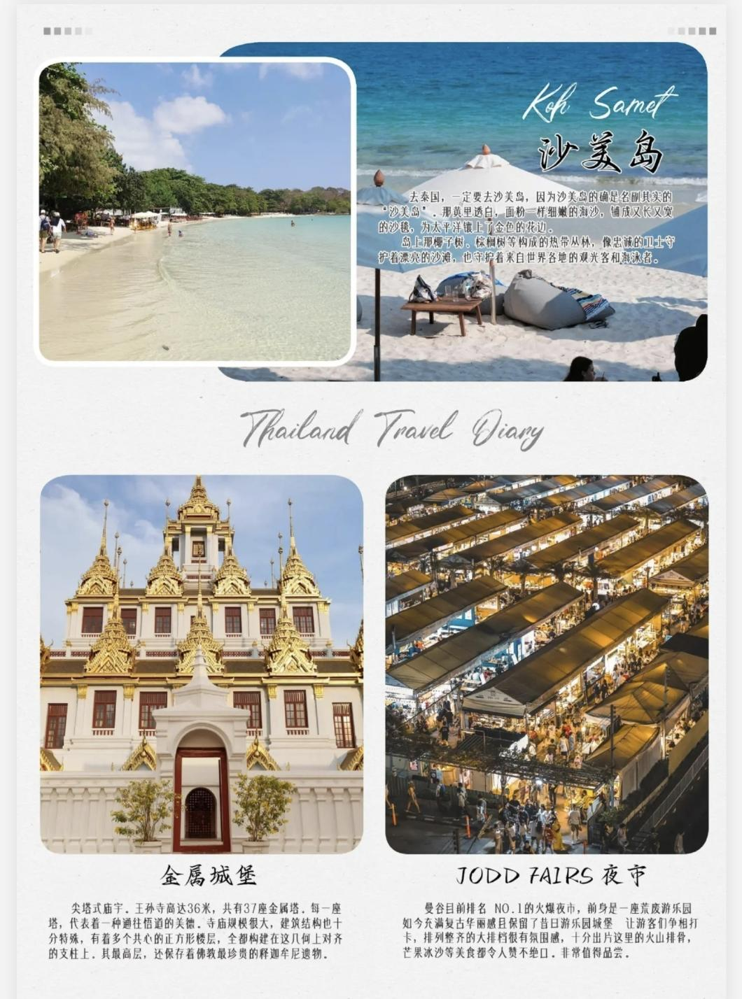 Koh Samet
沙美岛
去泰国，一定要去沙美岛，因为沙美岛的确是名副其实的
“沙美岛”．那黄里透白，面粉一样细嫩的海沙，铺成又长又宽
的沙毯，为太平洋镶上了金色的花边．
岛上那椰子树、棕榈树等构成的热带丛林，像忠诚的卫士守
护着漂亮的沙滩，也守护着来自世界各地的观光客和海泳者．
Thailand Travel Diary
金属城堡
尖塔式庙宇．王孙寺高达36米，共有37座金属塔．每一座
塔，代表着一种通往悟道的美德．寺庙规模很大，建筑结构也十
分特殊，有着多个共心的正方形楼层，全都构建在这几何上对齐
的支柱上．其最高层，还保存着佛教最珍贵的释迦牟尼遗物．
JODD FAIRS 夜市
曼谷目前排名 NO.1的火爆夜市，前身是一座荒废游乐园
如今充满复古华丽感且保留了昔日游乐园城堡 让游客们争相打
卡，排列整齐的大排档很有氛围感，十分出片这里的火山排骨，
芒果冰沙等美食都令人赞不绝口．非常值得品尝．